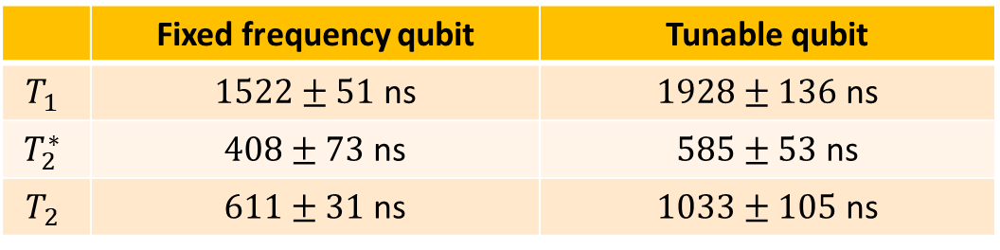 Fixed frequency qubit Tunable qubit
T₁ 1522 ± 51 ns 1928 ± 136 ns
T₂* 408 ± 73 ns 585 ± 53 ns
T₂ 611 ± 31 ns 1033 ± 105 ns